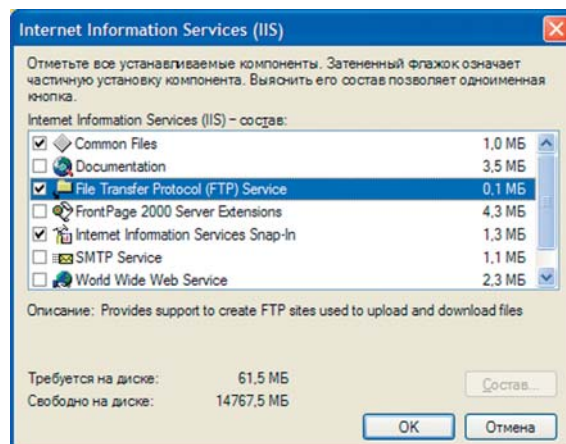 Internet Information Services (IIS)
Отметьте все устанавливаемые компоненты. Затененный флажок означает
частичную установку компонента. Выяснить его состав позволяет одноименная
кнопка.
Internet Information Services (IIS) – состав:
Common Files 1,0 МБ
Documentation 3,5 МБ
File Transfer Protocol (FTP) Service 0,1 МБ
FrontPage 2000 Server Extensions 4,3 МБ
Internet Information Services Snap-In 1,3 МБ
SMTP Service 1,1 МБ
World Wide Web Service 2,3 МБ
Описание: Provides support to create FTP sites used to upload and download files
Требуется на диске: 61,5 МБ
Состав...
Свободно на диске: 14767,5 МБ
OK Отмена